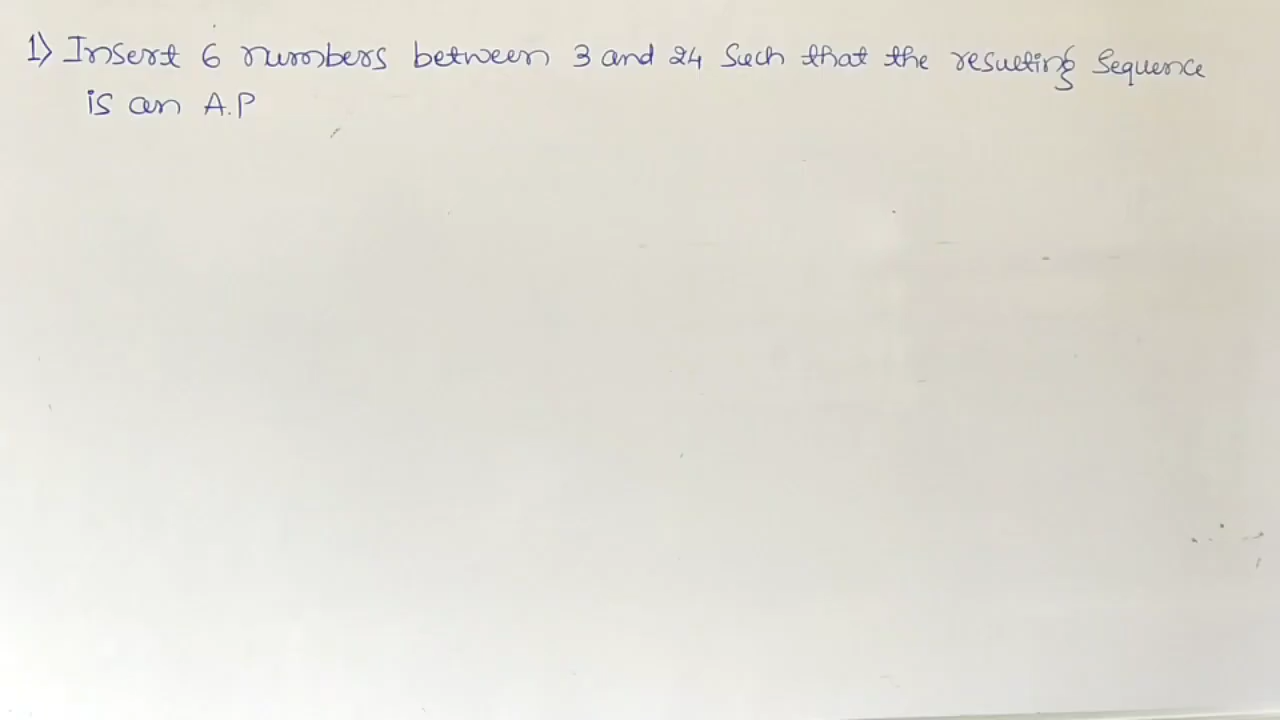 1) Insert 6 numbers between 3 and 24 Such that the resulting Sequence
is an A.P